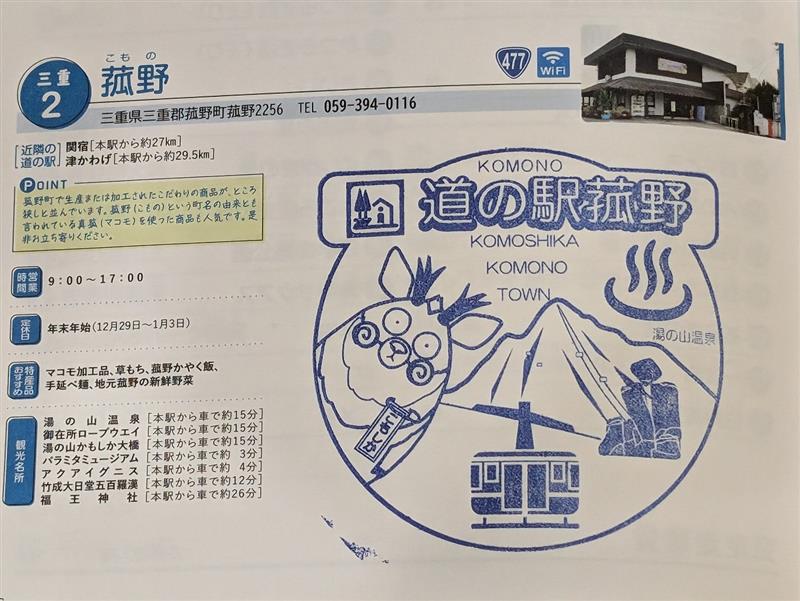 三重
2
こもの
菰野
477
WiFi
三重県三重郡菰野町菰野2256 TEL 059-394-0116
[近隣の道の駅] 関宿[本駅から約27km]
津かわげ[本駅から約29.5km]
POINT
菰野町で生産または加工されたこだわりの商品が、ところ
狭しと並んでいます。菰野(こもの)という町名の由来とも
言われている真菰(マコモ)を使った商品も人気です。是
非お立ち寄りください。
営業時間 9:00〜17:00
定休日 年末年始(12月29日〜1月3日)
おすすめ特産品 マコモ加工品、草もち、菰野かやく飯、
手延べ麺、地元菰野の新鮮野菜
観光名所
湯の山温泉[本駅から車で約15分]
御在所ロープウエイ[本駅から車で約15分]
湯の山かもしか大橋[本駅から車で約15分]
パラミタミュージアム[本駅から車で約 3分]
アクアイグニス[本駅から車で約 4分]
竹成大日堂五百羅漢[本駅から車で約12分]
福王神社[本駅から車で約26分]
KOMONO
道の駅菰野
KOMOSHIKA
KOMONO
TOWN
湯の山温泉
こもしか